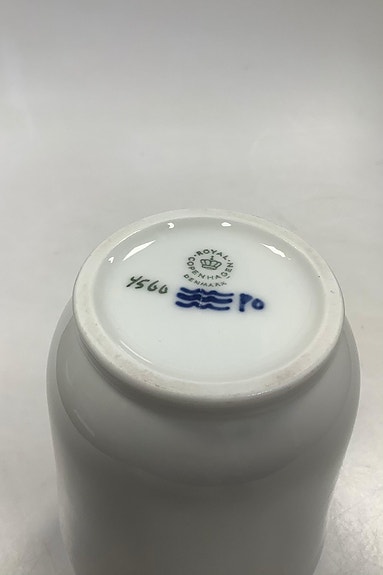 ROYAL
COPENHAGEN
DENMARK
4560
PO